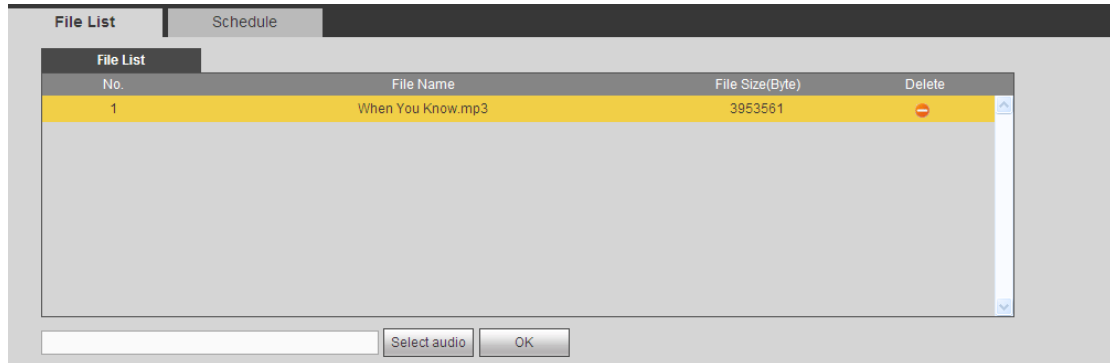 File List Schedule
File List
No. File Name File Size(Byte) Delete
1 When You Know.mp3 3953561
Select audio OK